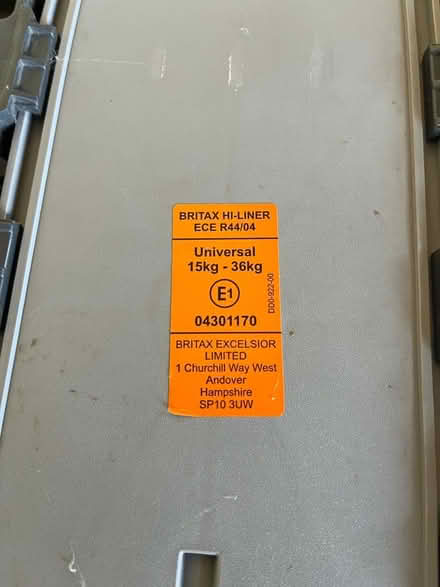 BRITAX HI-LINER
ECE R44/04
Universal
15kg - 36kg
E1
DD0-922-00
04301170
BRITAX EXCELSIOR
LIMITED
1 Churchill Way West
Andover
Hampshire
SP10 3UW